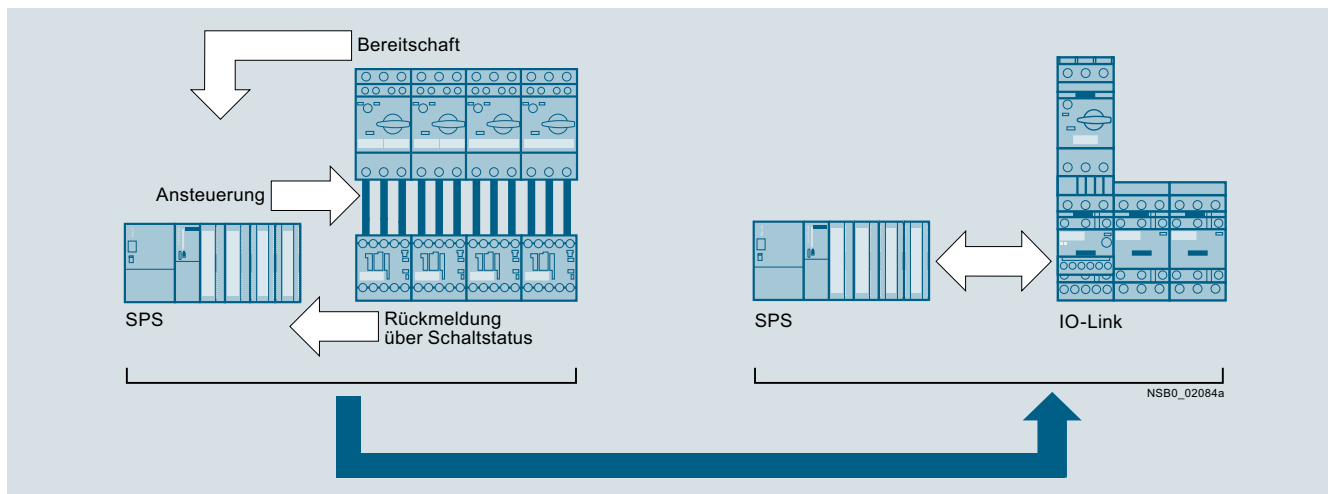 Bereitschaft
Ansteuerung
SPS
Rückmeldung
über Schaltstatus
SPS
IO-Link
NSB0_02084a